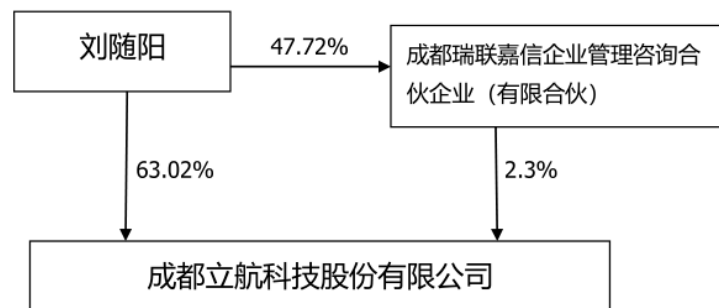 刘随阳
47.72%
成都瑞联嘉信企业管理咨询合
伙企业（有限合伙）
63.02%
2.3%
成都立航科技股份有限公司